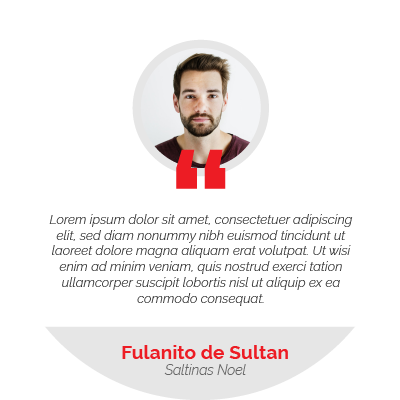 Lorem ipsum dolor sit amet, consectetuer adipiscing
elit, sed diam nonummy nibh euismod tincidunt ut
laoreet dolore magna aliquam erat volutpat. Ut wisi
enim ad minim veniam, quis nostrud exerci tation
ullamcorper suscipit lobortis nisl ut aliquip ex ea
commodo consequat.
Fulanito de Sultan
Saltinas Noel